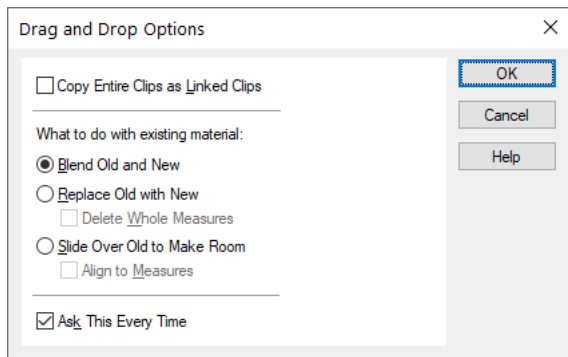 Drag and Drop Options
Copy Entire Clips as Linked Clips
What to do with existing material:
Blend Old and New
Replace Old with New
Delete Whole Measures
Slide Over Old to Make Room
Align to Measures
Ask This Every Time
OK
Cancel
Help